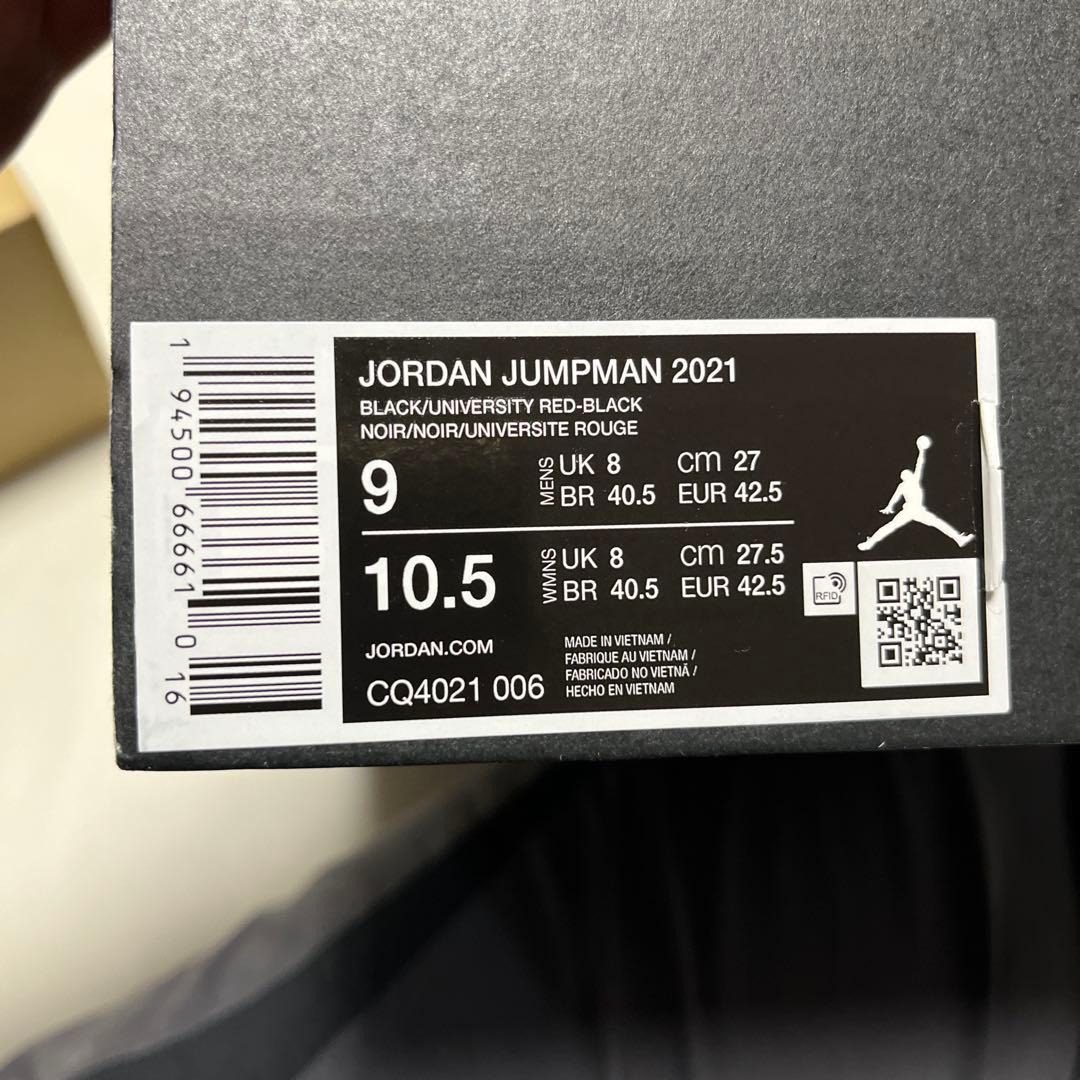 JORDAN JUMPMAN 2021
BLACK/UNIVERSITY RED-BLACK
NOIR/NOIR/UNIVERSITE ROUGE
9 MENS UK 8 CM 27
BR 40.5 EUR 42.5
10.5 WMNS UK 8 CM 27.5
BR 40.5 EUR 42.5
RFID
JORDAN.COM
CQ4021 006
MADE IN VIETNAM /
FABRIQUE AU VIETNAM /
FABRICADO NO VIETNÃ /
HECHO EN VIETNAM
1 94500 66661 0 16